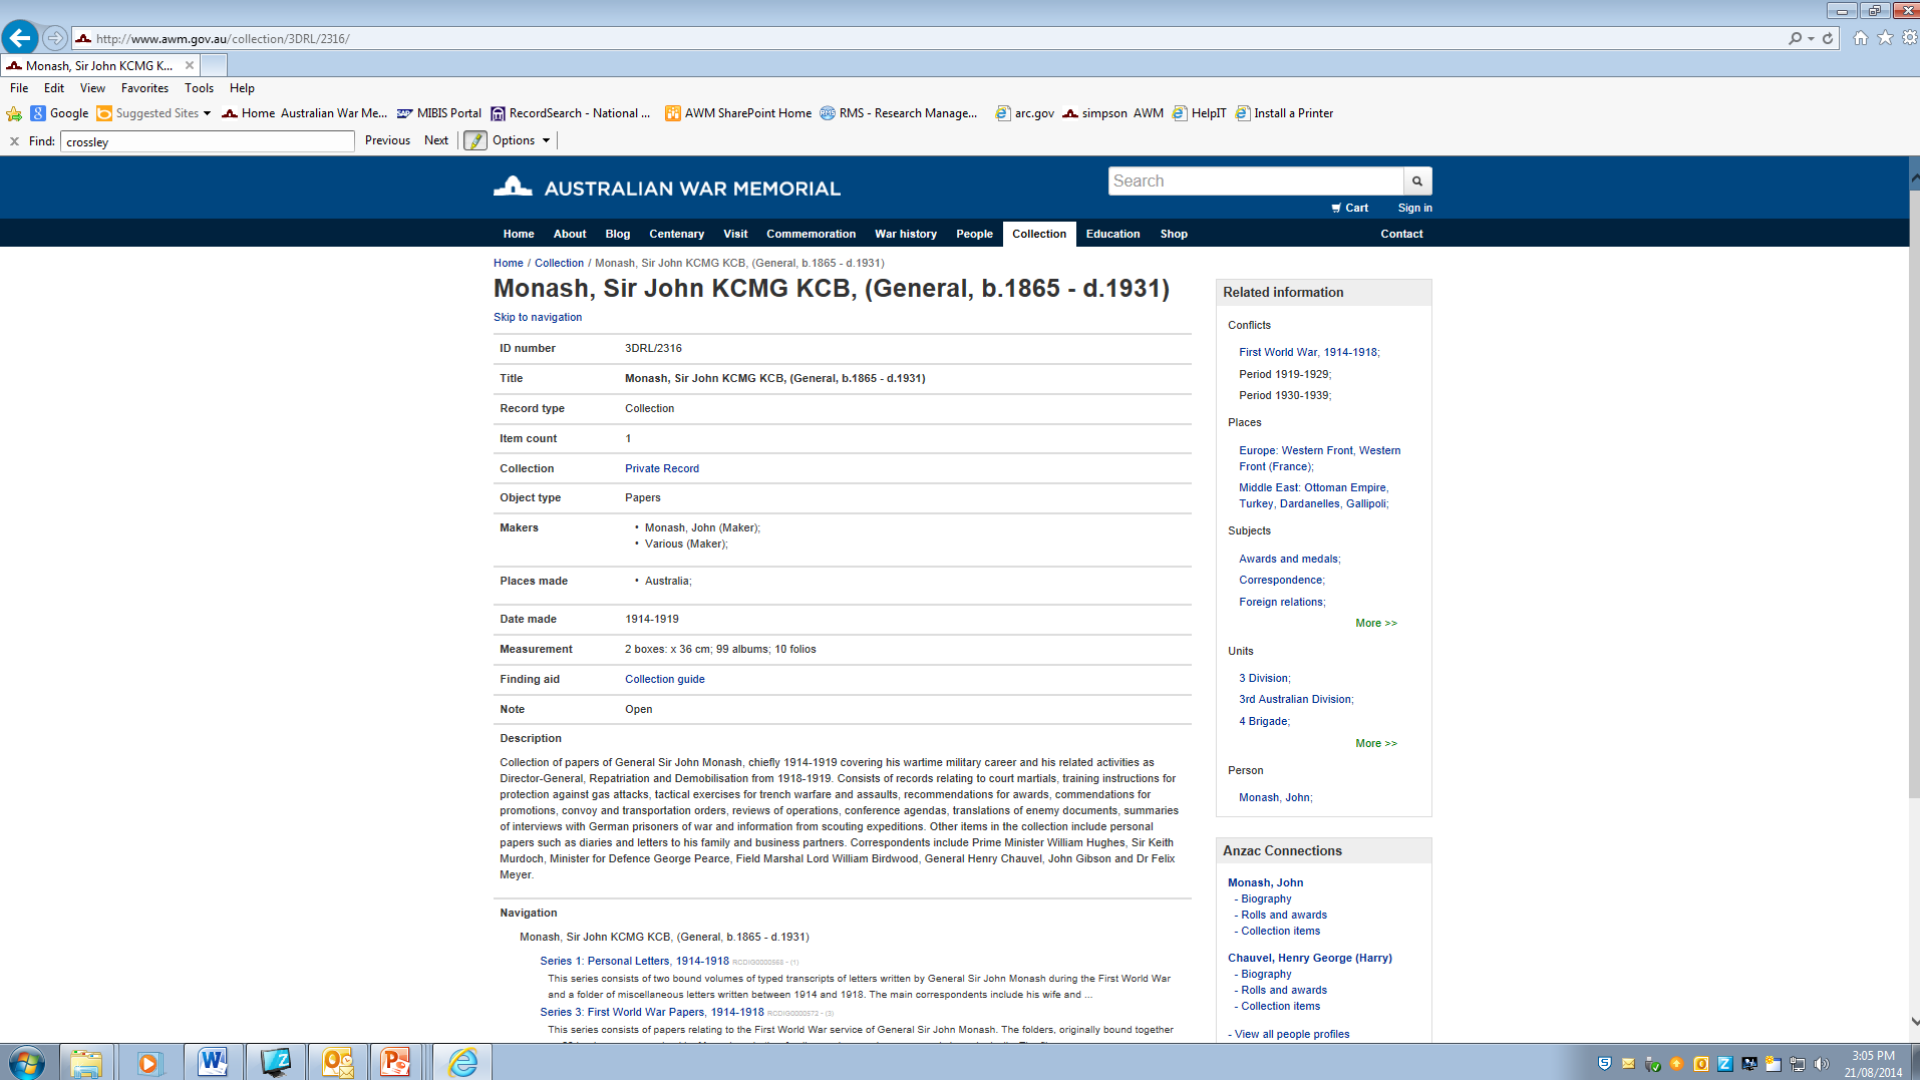 http://www.awm.gov.au/collection/3DRL/2316/
Monash, Sir John KCMG K...
File Edit View Favorites Tools Help
Google Suggested Sites Home Australian War Me... MIBIS Portal RecordSearch - National ... AWM SharePoint Home RMS - Research Manage... arc.gov simpson AWM HelpIT Install a Printer
x Find: crossley Previous Next Options
AUSTRALIAN WAR MEMORIAL
Search
Cart Sign in
Home About Blog Centenary Visit Commemoration War history People Collection Education Shop Contact
Home / Collection / Monash, Sir John KCMG KCB, (General, b.1865 - d.1931)
Monash, Sir John KCMG KCB, (General, b.1865 - d.1931)
Skip to navigation
ID number 3DRL/2316
Title Monash, Sir John KCMG KCB, (General, b.1865 - d.1931)
Record type Collection
Item count 1
Collection Private Record
Object type Papers
Makers • Monash, John (Maker);
• Various (Maker);
Places made • Australia;
Date made 1914-1919
Measurement 2 boxes: x 36 cm; 99 albums; 10 folios
Finding aid Collection guide
Note Open
Description
Collection of papers of General Sir John Monash, chiefly 1914-1919 covering his wartime military career and his related activities as
Director-General, Repatriation and Demobilisation from 1918-1919. Consists of records relating to court martials, training instructions for
protection against gas attacks, tactical exercises for trench warfare and assaults, recommendations for awards, commendations for
promotions, convoy and transportation orders, reviews of operations, conference agendas, translations of enemy documents, summaries
of interviews with German prisoners of war and information from scouting expeditions. Other items in the collection include personal
papers such as diaries and letters to his family and business partners. Correspondents include Prime Minister William Hughes, Sir Keith
Murdoch, Minister for Defence George Pearce, Field Marshal Lord William Birdwood, General Henry Chauvel, John Gibson and Dr Felix
Meyer.
Navigation
Monash, Sir John KCMG KCB, (General, b.1865 - d.1931)
Series 1: Personal Letters, 1914-1918
This series consists of two bound volumes of typed transcripts of letters written by General Sir John Monash during the First World War
and a folder of miscellaneous letters written between 1914 and 1918. The main correspondents include his wife and ...
Series 3: First World War Papers, 1914-1918
This series consists of papers relating to the First World War service of General Sir John Monash. The folders, originally bound together
Related information
Conflicts
First World War, 1914-1918;
Period 1919-1929;
Period 1930-1939;
Places
Europe: Western Front, Western
Front (France);
Middle East: Ottoman Empire,
Turkey, Dardanelles, Gallipoli;
Subjects
Awards and medals;
Correspondence;
Foreign relations;
More >>
Units
3 Division;
3rd Australian Division;
4 Brigade;
More >>
Person
Monash, John;
Anzac Connections
Monash, John
- Biography
- Rolls and awards
- Collection items
Chauvel, Henry George (Harry)
- Biography
- Rolls and awards
- Collection items
- View all people profiles
3:05 PM
21/08/2014